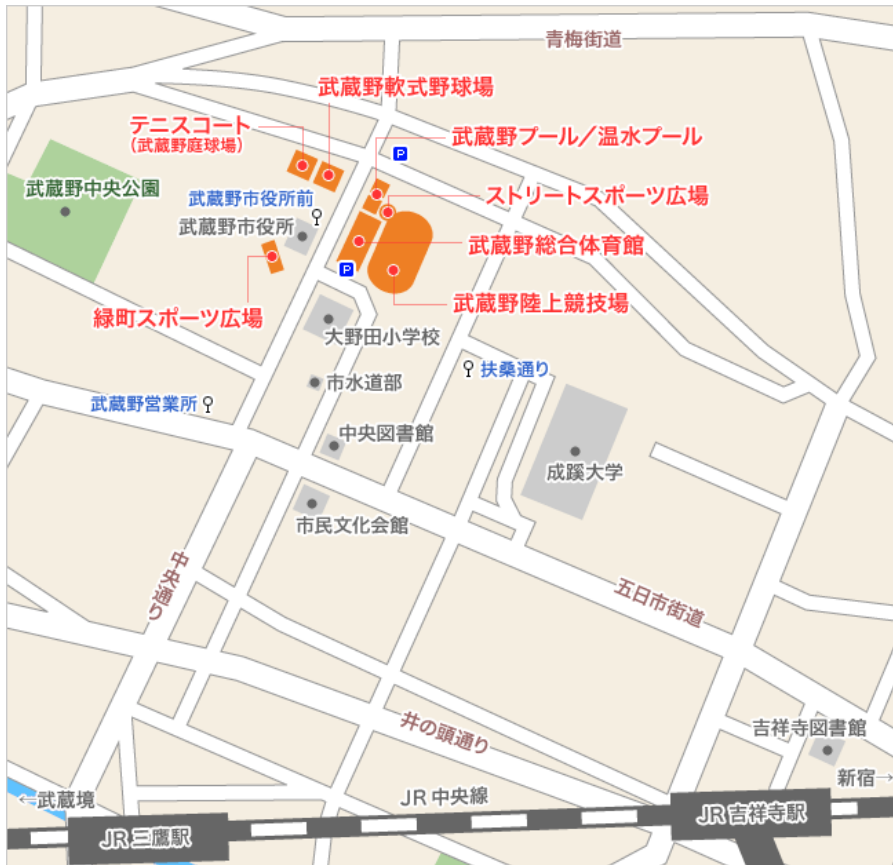 青梅街道
武蔵野軟式野球場
テニスコート
(武蔵野庭球場)
武蔵野プール/温水プール
P
武蔵野中央公園
武蔵野市役所前
ストリートスポーツ広場
武蔵野市役所
武蔵野総合体育館
P
武蔵野陸上競技場
緑町スポーツ広場
大野田小学校
扶桑通り
市水道部
武蔵野営業所
中央図書館
成蹊大学
市民文化会館
中央通り
五日市街道
井の頭通り
吉祥寺図書館
新宿→
←武蔵境
JR中央線
JR吉祥寺駅
JR三鷹駅